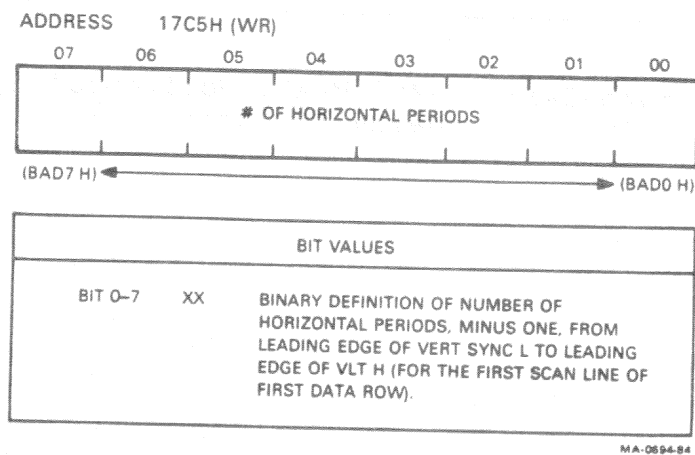 ADDRESS 17C5H (WR)
07 06 05 04 03 02 01 00
# OF HORIZONTAL PERIODS
(BAD7 H) (BAD0 H)
BIT VALUES
BIT 0–7 XX BINARY DEFINITION OF NUMBER OF
HORIZONTAL PERIODS, MINUS ONE, FROM
LEADING EDGE OF VERT SYNC L TO LEADING
EDGE OF VLT H (FOR THE FIRST SCAN LINE OF
FIRST DATA ROW).
MA-0694-84